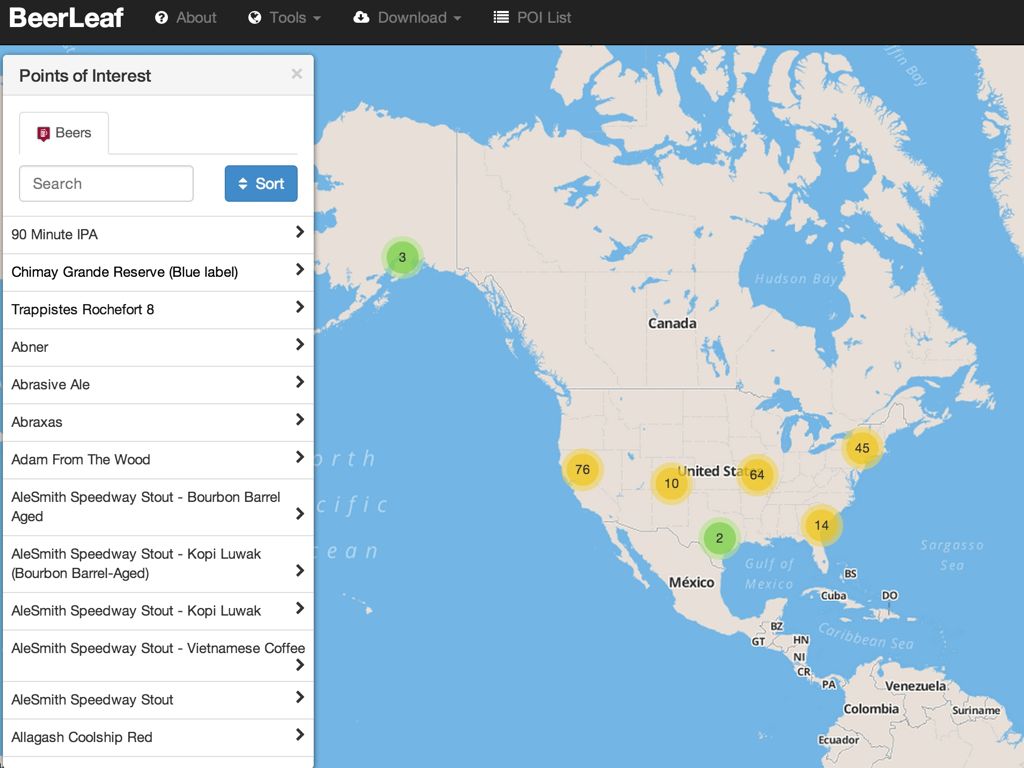 BeerLeaf
About
Tools
Download
POI List
Points of Interest
×
Beers
Search
Sort
90 Minute IPA
Chimay Grande Reserve (Blue label)
Trappistes Rochefort 8
Abner
Abrasive Ale
Abraxas
Adam From The Wood
AleSmith Speedway Stout - Bourbon Barrel
Aged
AleSmith Speedway Stout - Kopi Luwak
(Bourbon Barrel-Aged)
AleSmith Speedway Stout - Kopi Luwak
AleSmith Speedway Stout - Vietnamese Coffee
AleSmith Speedway Stout
Allagash Coolship Red
3
Hudson Bay
Canada
45
76
10
United
64
14
2
Gulf of
Mexico
Sargasso
Sea
México
BS
Cuba
DO
BZ
GT
HN
Caribbean Sea
NI
CR
PA
Venezuela
Colombia
Suriname
Ecuador